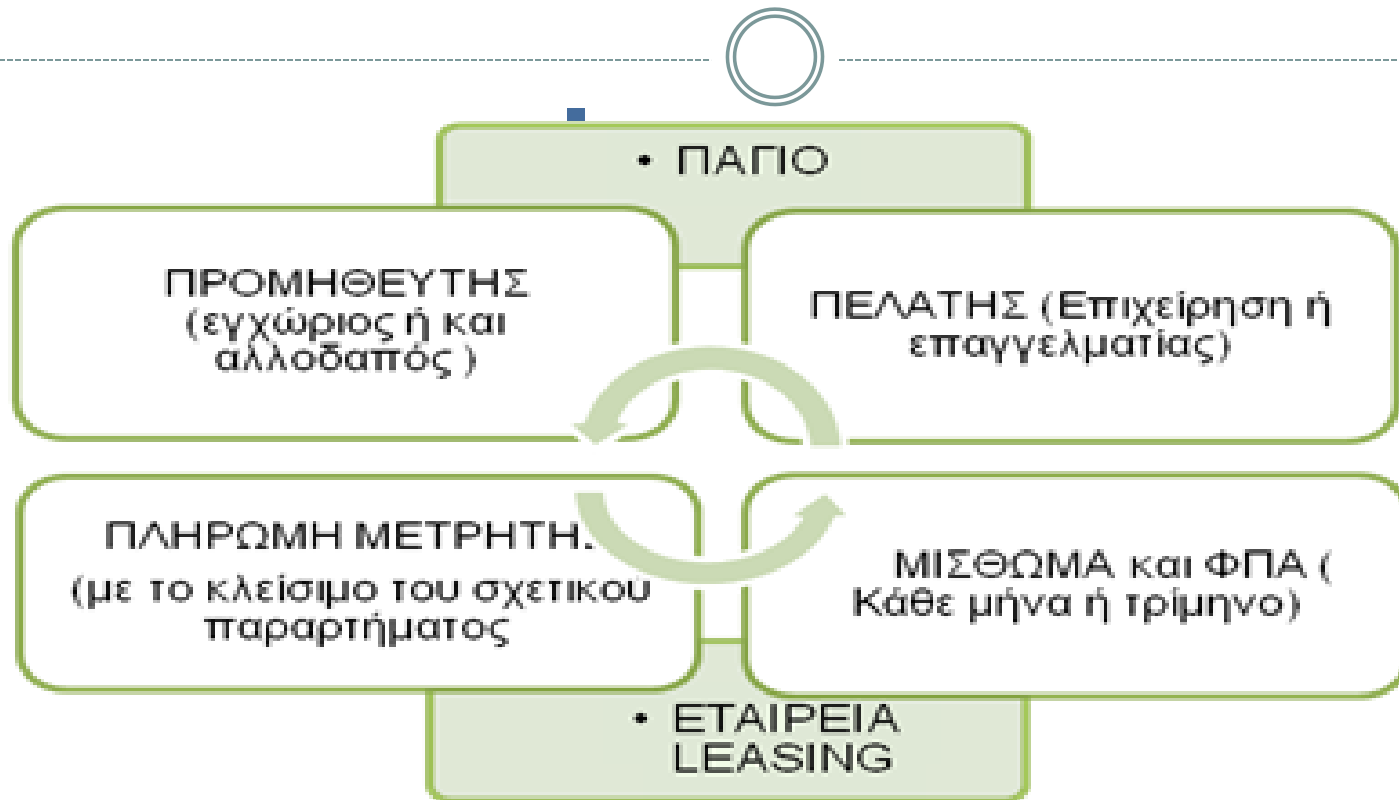 • ΠΑΓΙΟ
ΠΡΟΜΗΘΕΥΤΗΣ
(εγχώριος ή και
αλλοδαπός )
ΠΕΛΑΤΗΣ (Επιχείρηση ή
επαγγελματίας)
ΠΛΗΡΩΜΗ ΜΕΤΡΗΤΗ.
(με το κλείσιμο του σχετικού
παραρτήματος
ΜΙΣΘΩΜΑ και ΦΠΑ (
Κάθε μήνα ή τρίμηνο)
• ΕΤΑΙΡΕΙΑ
LEASING